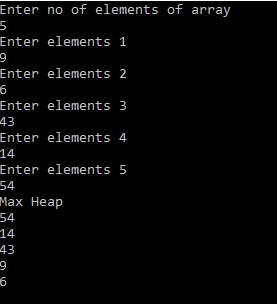 Enter no of elements of array
5
Enter elements 1
9
Enter elements 2
6
Enter elements 3
43
Enter elements 4
14
Enter elements 5
54
Max Heap
54
14
43
9
6